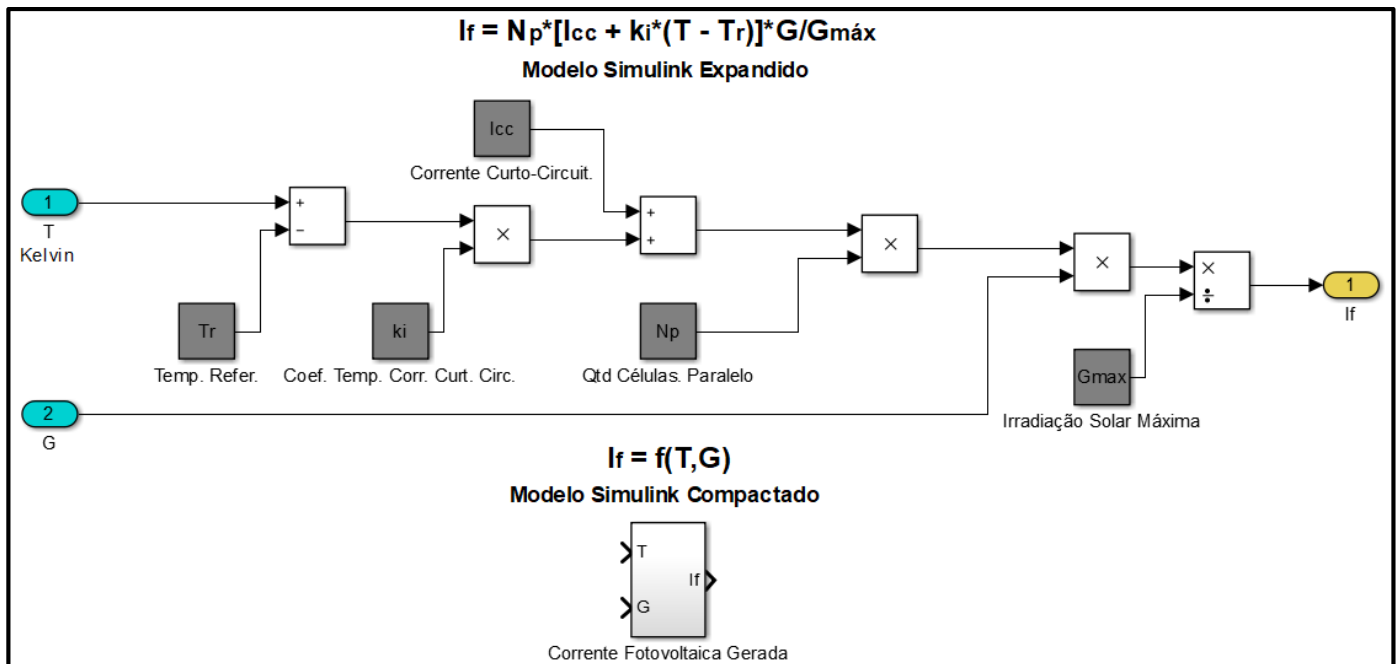 If = Np*[Icc + ki*(T - Tr)]*G/Gmáx
Modelo Simulink Expandido
Icc
Corrente Curto-Circuit.
1
T
Kelvin
+
−
×
+
+
×
×
×
÷
1
If
Tr
Temp. Refer.
ki
Coef. Temp. Corr. Curt. Circ.
Np
Qtd Células. Paralelo
Gmax
Irradiação Solar Máxima
2
G
If = f(T,G)
Modelo Simulink Compactado
T
If
G
Corrente Fotovoltaica Gerada